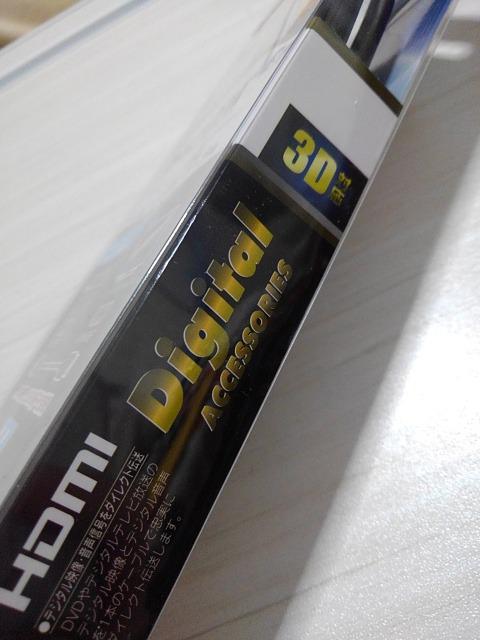 3D対応
Digital
ACCESSORIES
HDMI
●デジタル映像・音声信号をダイレクト伝送
DVDやデジタルテレビ放送の
デジタル映像とデジタル音声
を1本のケーブルで忠実に
ダイレクト伝送します。